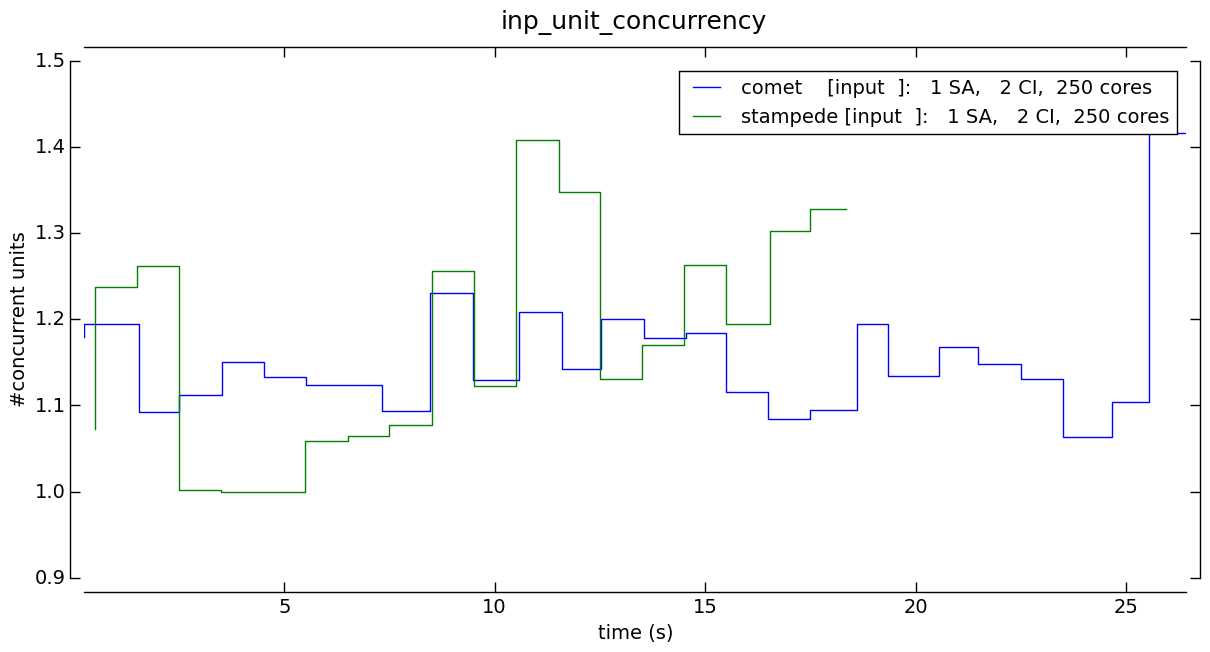 inp_unit_concurrency
1.5
1.4
1.3
1.2
1.1
1.0
0.9
#concurrent units
comet    [input  ]:   1 SA,   2 CI,  250 cores
stampede [input  ]:   1 SA,   2 CI,  250 cores
5 10 15 20 25
time (s)